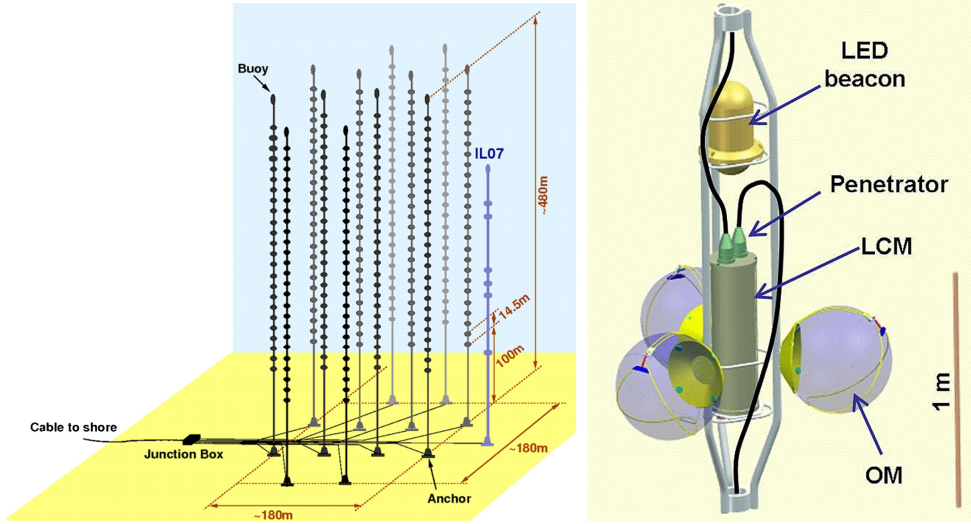 Buoy
IL07
~480m
14.5m
100m
Cable to shore
Junction Box
~180m
Anchor
~180m
LED
beacon
Penetrator
LCM
1 m
OM